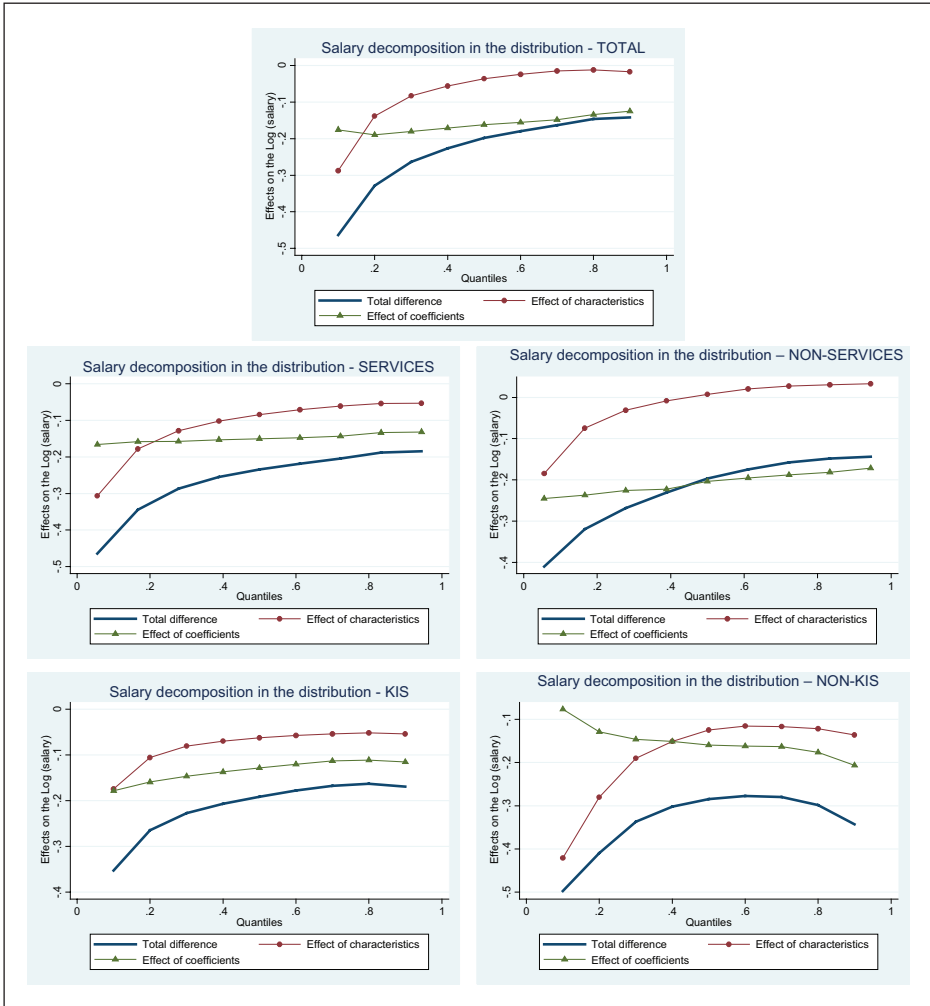 Salary decomposition in the distribution - TOTAL
Effects on the Log (salary)
0
-.1
-.2
-.3
-.4
-.5
0 .2 .4 .6 .8 1
Quantiles
Total difference Effect of characteristics
Effect of coefficients
Salary decomposition in the distribution - SERVICES
Effects on the Log (salary)
0
-.1
-.2
-.3
-.4
-.5
0 .2 .4 .6 .8 1
Quantiles
Total difference Effect of characteristics
Effect of coefficients
Salary decomposition in the distribution – NON-SERVICES
Effects on the Log (salary)
0
-.1
-.2
-.3
-.4
0 .2 .4 .6 .8 1
Quantiles
Total difference Effect of characteristics
Effect of coefficients
Salary decomposition in the distribution - KIS
Effects on the Log (salary)
0
-.1
-.2
-.3
-.4
0 .2 .4 .6 .8 1
Quantiles
Total difference Effect of characteristics
Effect of coefficients
Salary decomposition in the distribution – NON-KIS
Effects on the Log (salary)
-.1
-.2
-.3
-.4
-.5
0 .2 .4 .6 .8 1
Quantiles
Total difference Effect of characteristics
Effect of coefficients